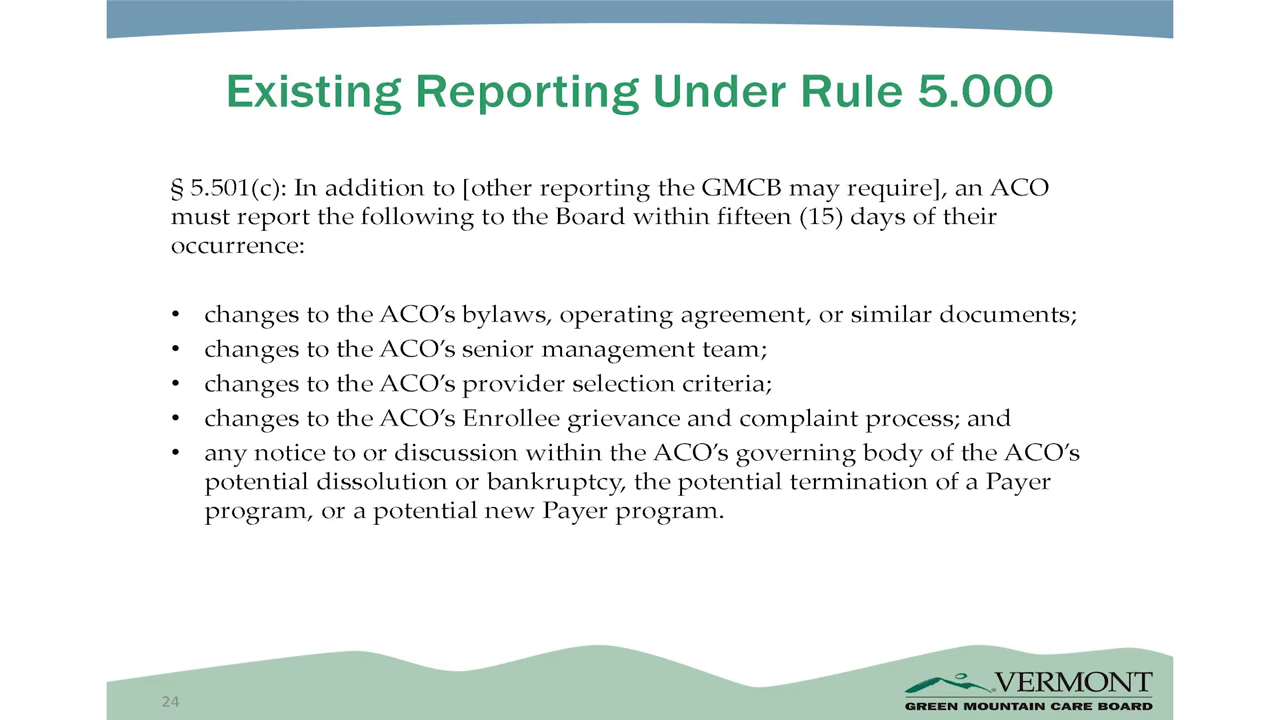 Existing Reporting Under Rule 5.000
§ 5.501(c): In addition to [other reporting the GMCB may require], an ACO
must report the following to the Board within fifteen (15) days of their
occurrence:
• changes to the ACO’s bylaws, operating agreement, or similar documents;
• changes to the ACO’s senior management team;
• changes to the ACO’s provider selection criteria;
• changes to the ACO’s Enrollee grievance and complaint process; and
• any notice to or discussion within the ACO’s governing body of the ACO’s
potential dissolution or bankruptcy, the potential termination of a Payer
program, or a potential new Payer program.
24
VERMONT
GREEN MOUNTAIN CARE BOARD